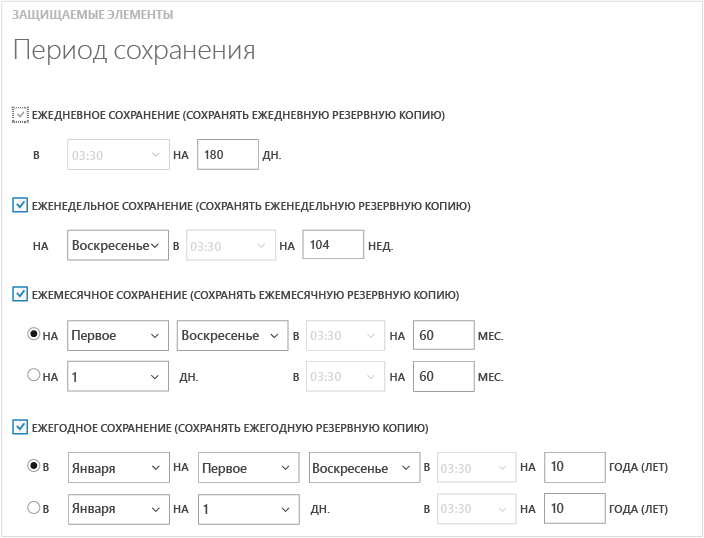 ЗАЩИЩАЕМЫЕ ЭЛЕМЕНТЫ
Период сохранения
ЕЖЕДНЕВНОЕ СОХРАНЕНИЕ (СОХРАНЯТЬ ЕЖЕДНЕВНУЮ РЕЗЕРВНУЮ КОПИЮ)
В 03:30 НА 180 ДН.
ЕЖЕНЕДЕЛЬНОЕ СОХРАНЕНИЕ (СОХРАНЯТЬ ЕЖЕНЕДЕЛЬНУЮ РЕЗЕРВНУЮ КОПИЮ)
НА Воскресенье В 03:30 НА 104 НЕД.
ЕЖЕМЕСЯЧНОЕ СОХРАНЕНИЕ (СОХРАНЯТЬ ЕЖЕМЕСЯЧНУЮ РЕЗЕРВНУЮ КОПИЮ)
НА Первое Воскресенье В 03:30 НА 60 МЕС.
НА 1 ДН. В 03:30 НА 60 МЕС.
ЕЖЕГОДНОЕ СОХРАНЕНИЕ (СОХРАНЯТЬ ЕЖЕГОДНУЮ РЕЗЕРВНУЮ КОПИЮ)
В Января НА Первое Воскресенье В 03:30 НА 10 ГОДА (ЛЕТ)
В Января НА 1 ДН. В 03:30 НА 10 ГОДА (ЛЕТ)